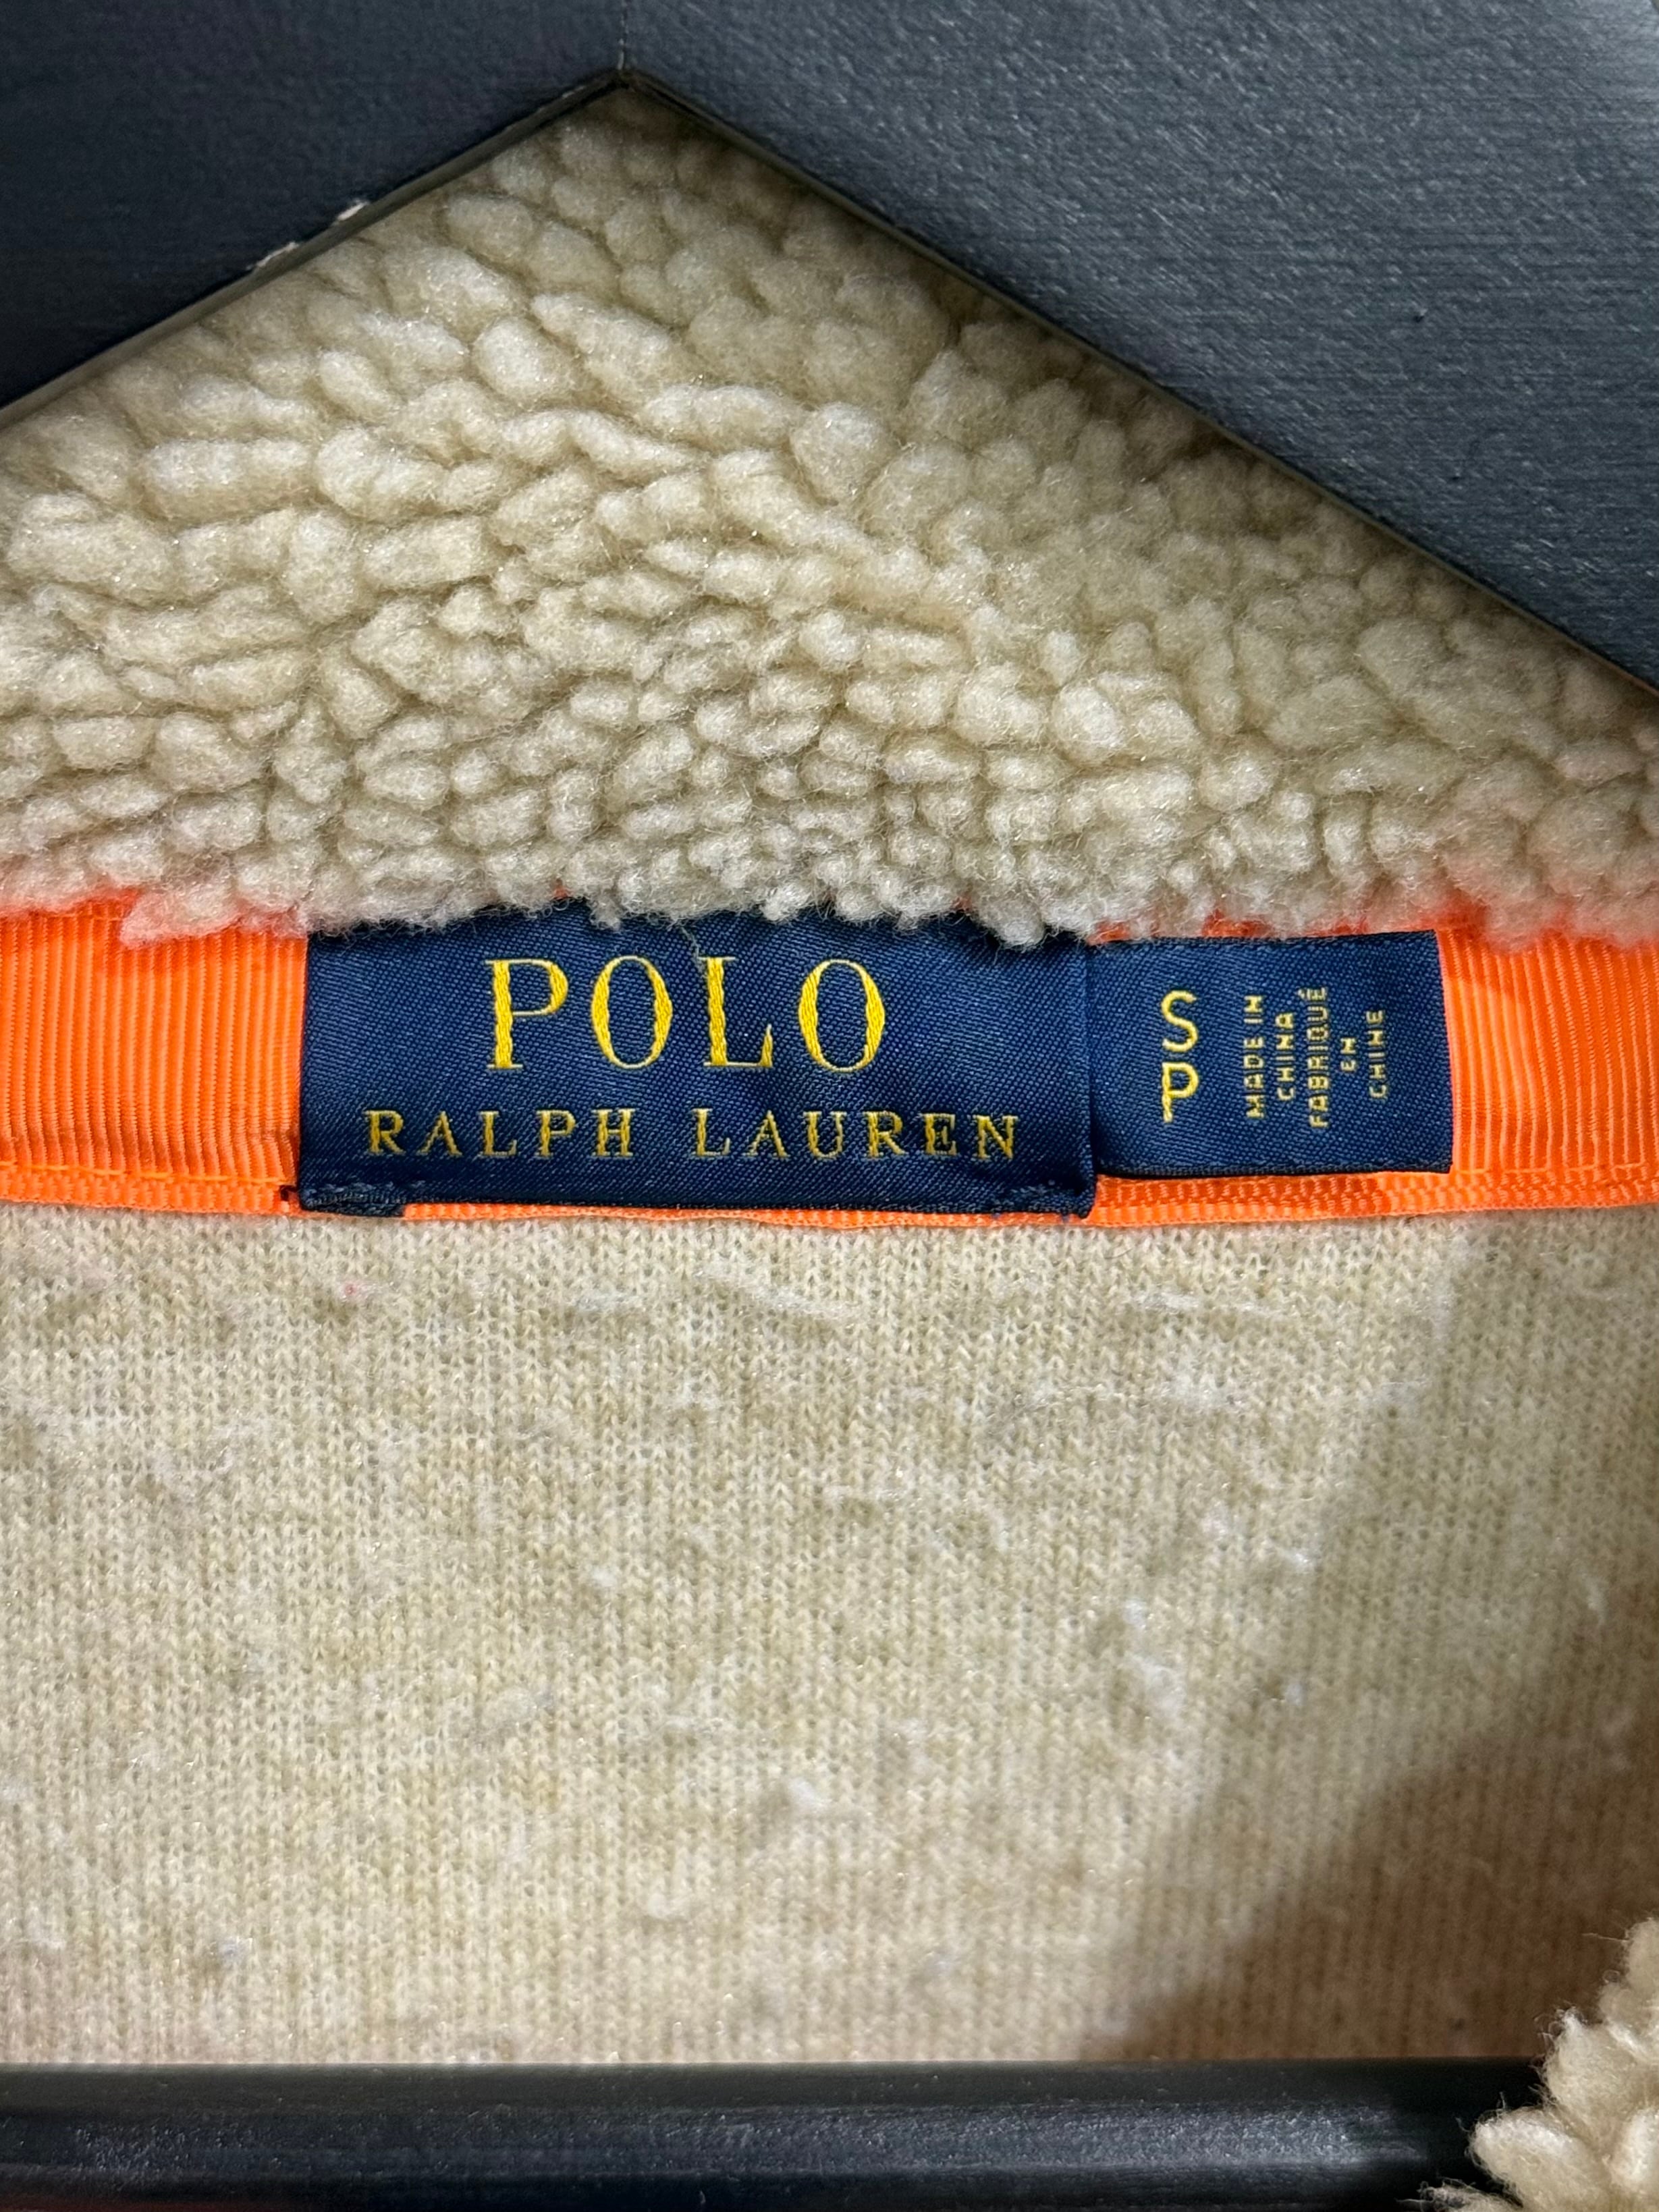 POLO
RALPH LAUREN
S
P
MADE IN
CHINA
FABRIQUÉ
EN
CHINE